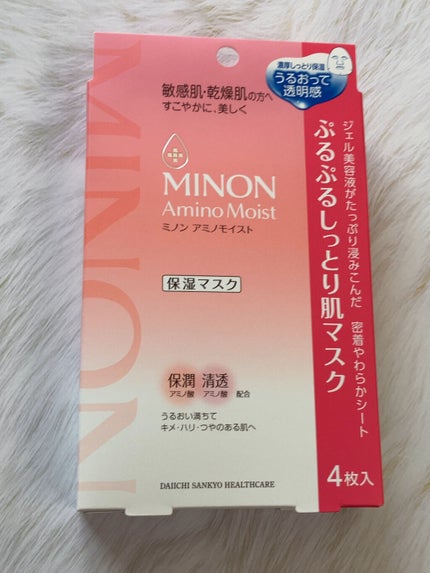 MINON
敏感肌・乾燥肌の方へ
すこやかに、美しく
濃厚しっとり保湿
うるおって
透明感
MINON
Amino Moist
ミノン アミノモイスト
保湿マスク
保潤 清透
アミノ酸 アミノ酸 配合
うるおい満ちて
キメ・ハリ・つやのある肌へ
DAIICHI SANKYO HEALTHCARE
ジェル美容液がたっぷり浸みこんだ 密着やわらかシート
ぷるぷるしっとり肌マスク
4枚入